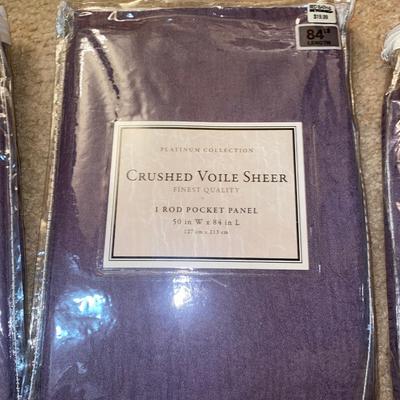 $19.99
84 LG
LENGTH
PLATINUM COLLECTION
CRUSHED VOILE SHEER
FINEST QUALITY
1 ROD POCKET PANEL
50 in W x 84 in L
127 cm x 213 cm